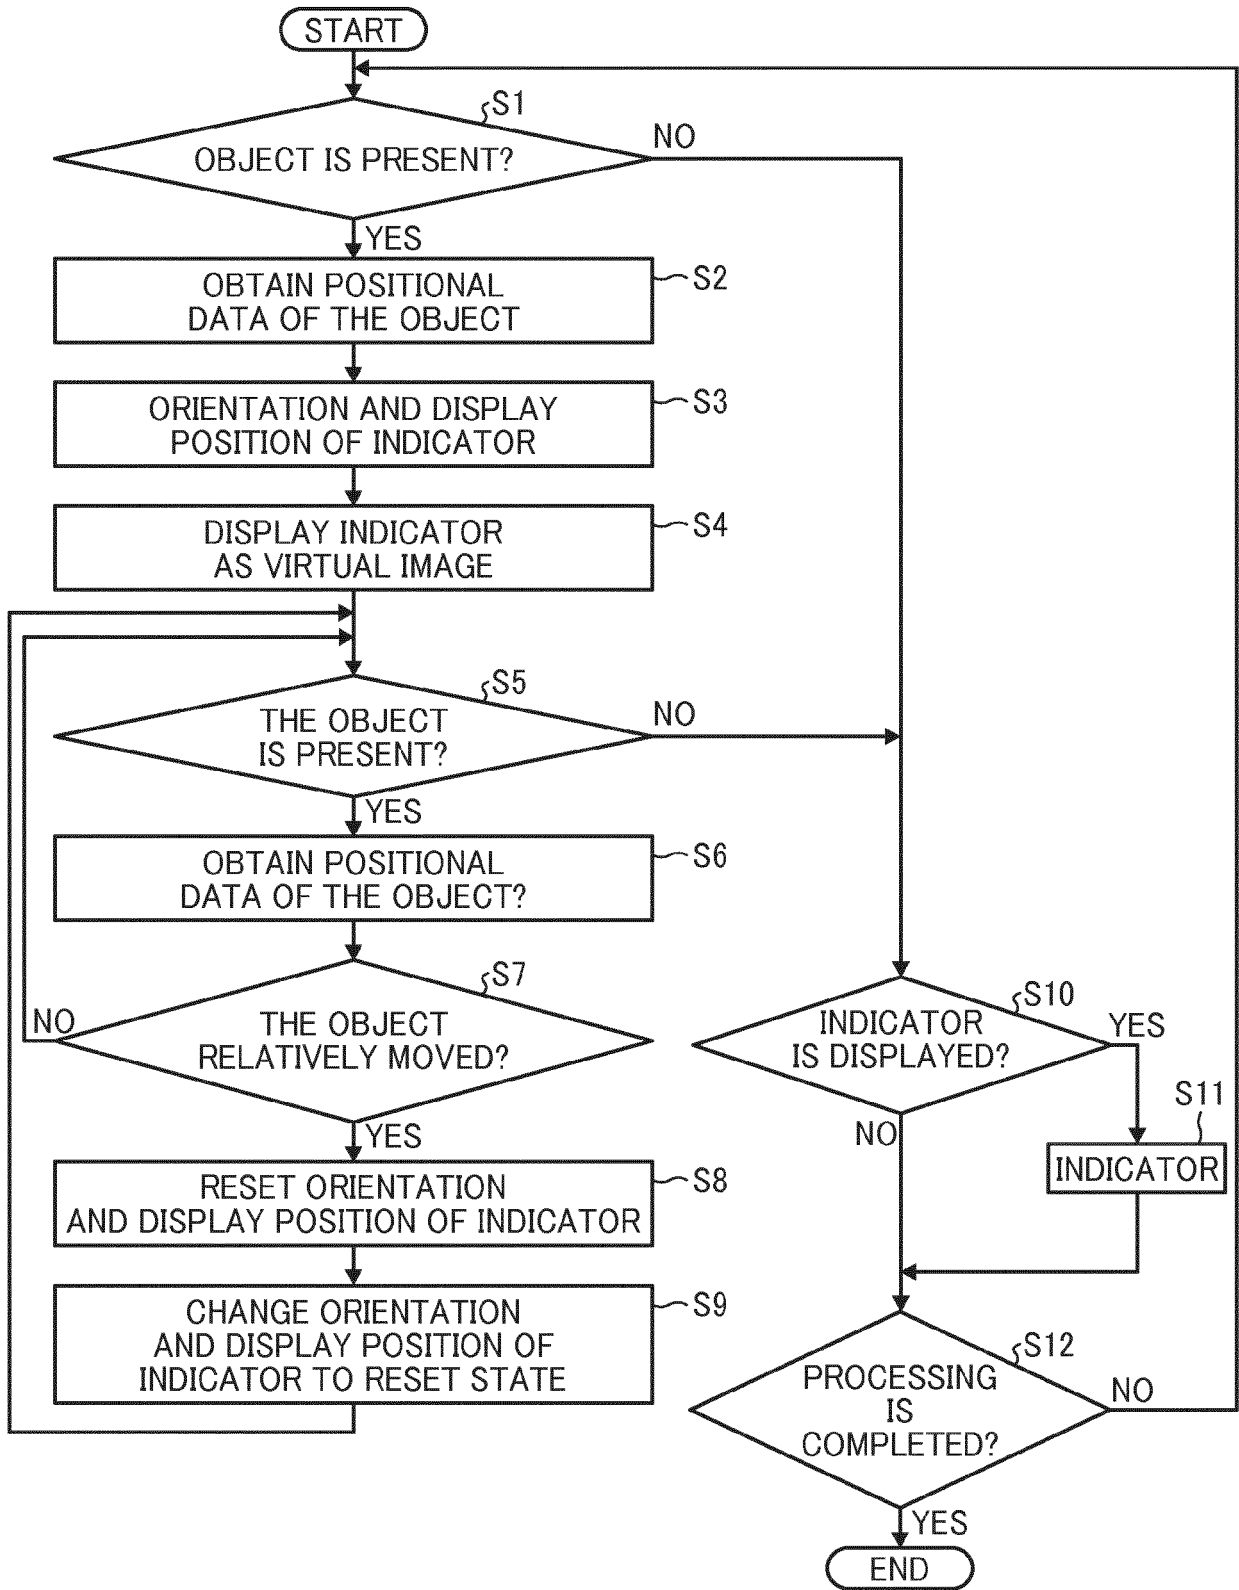 START
S1
OBJECT IS PRESENT?
NO
YES
S2
OBTAIN POSITIONAL
DATA OF THE OBJECT
S3
ORIENTATION AND DISPLAY
POSITION OF INDICATOR
S4
DISPLAY INDICATOR
AS VIRTUAL IMAGE
S5
THE OBJECT
IS PRESENT?
NO
YES
S6
OBTAIN POSITIONAL
DATA OF THE OBJECT?
S7
THE OBJECT
RELATIVELY MOVED?
NO
YES
S8
RESET ORIENTATION
AND DISPLAY POSITION OF INDICATOR
S9
CHANGE ORIENTATION
AND DISPLAY POSITION OF
INDICATOR TO RESET STATE
S10
INDICATOR
IS DISPLAYED?
YES
NO
S11
INDICATOR
S12
PROCESSING
IS
COMPLETED?
NO
YES
END